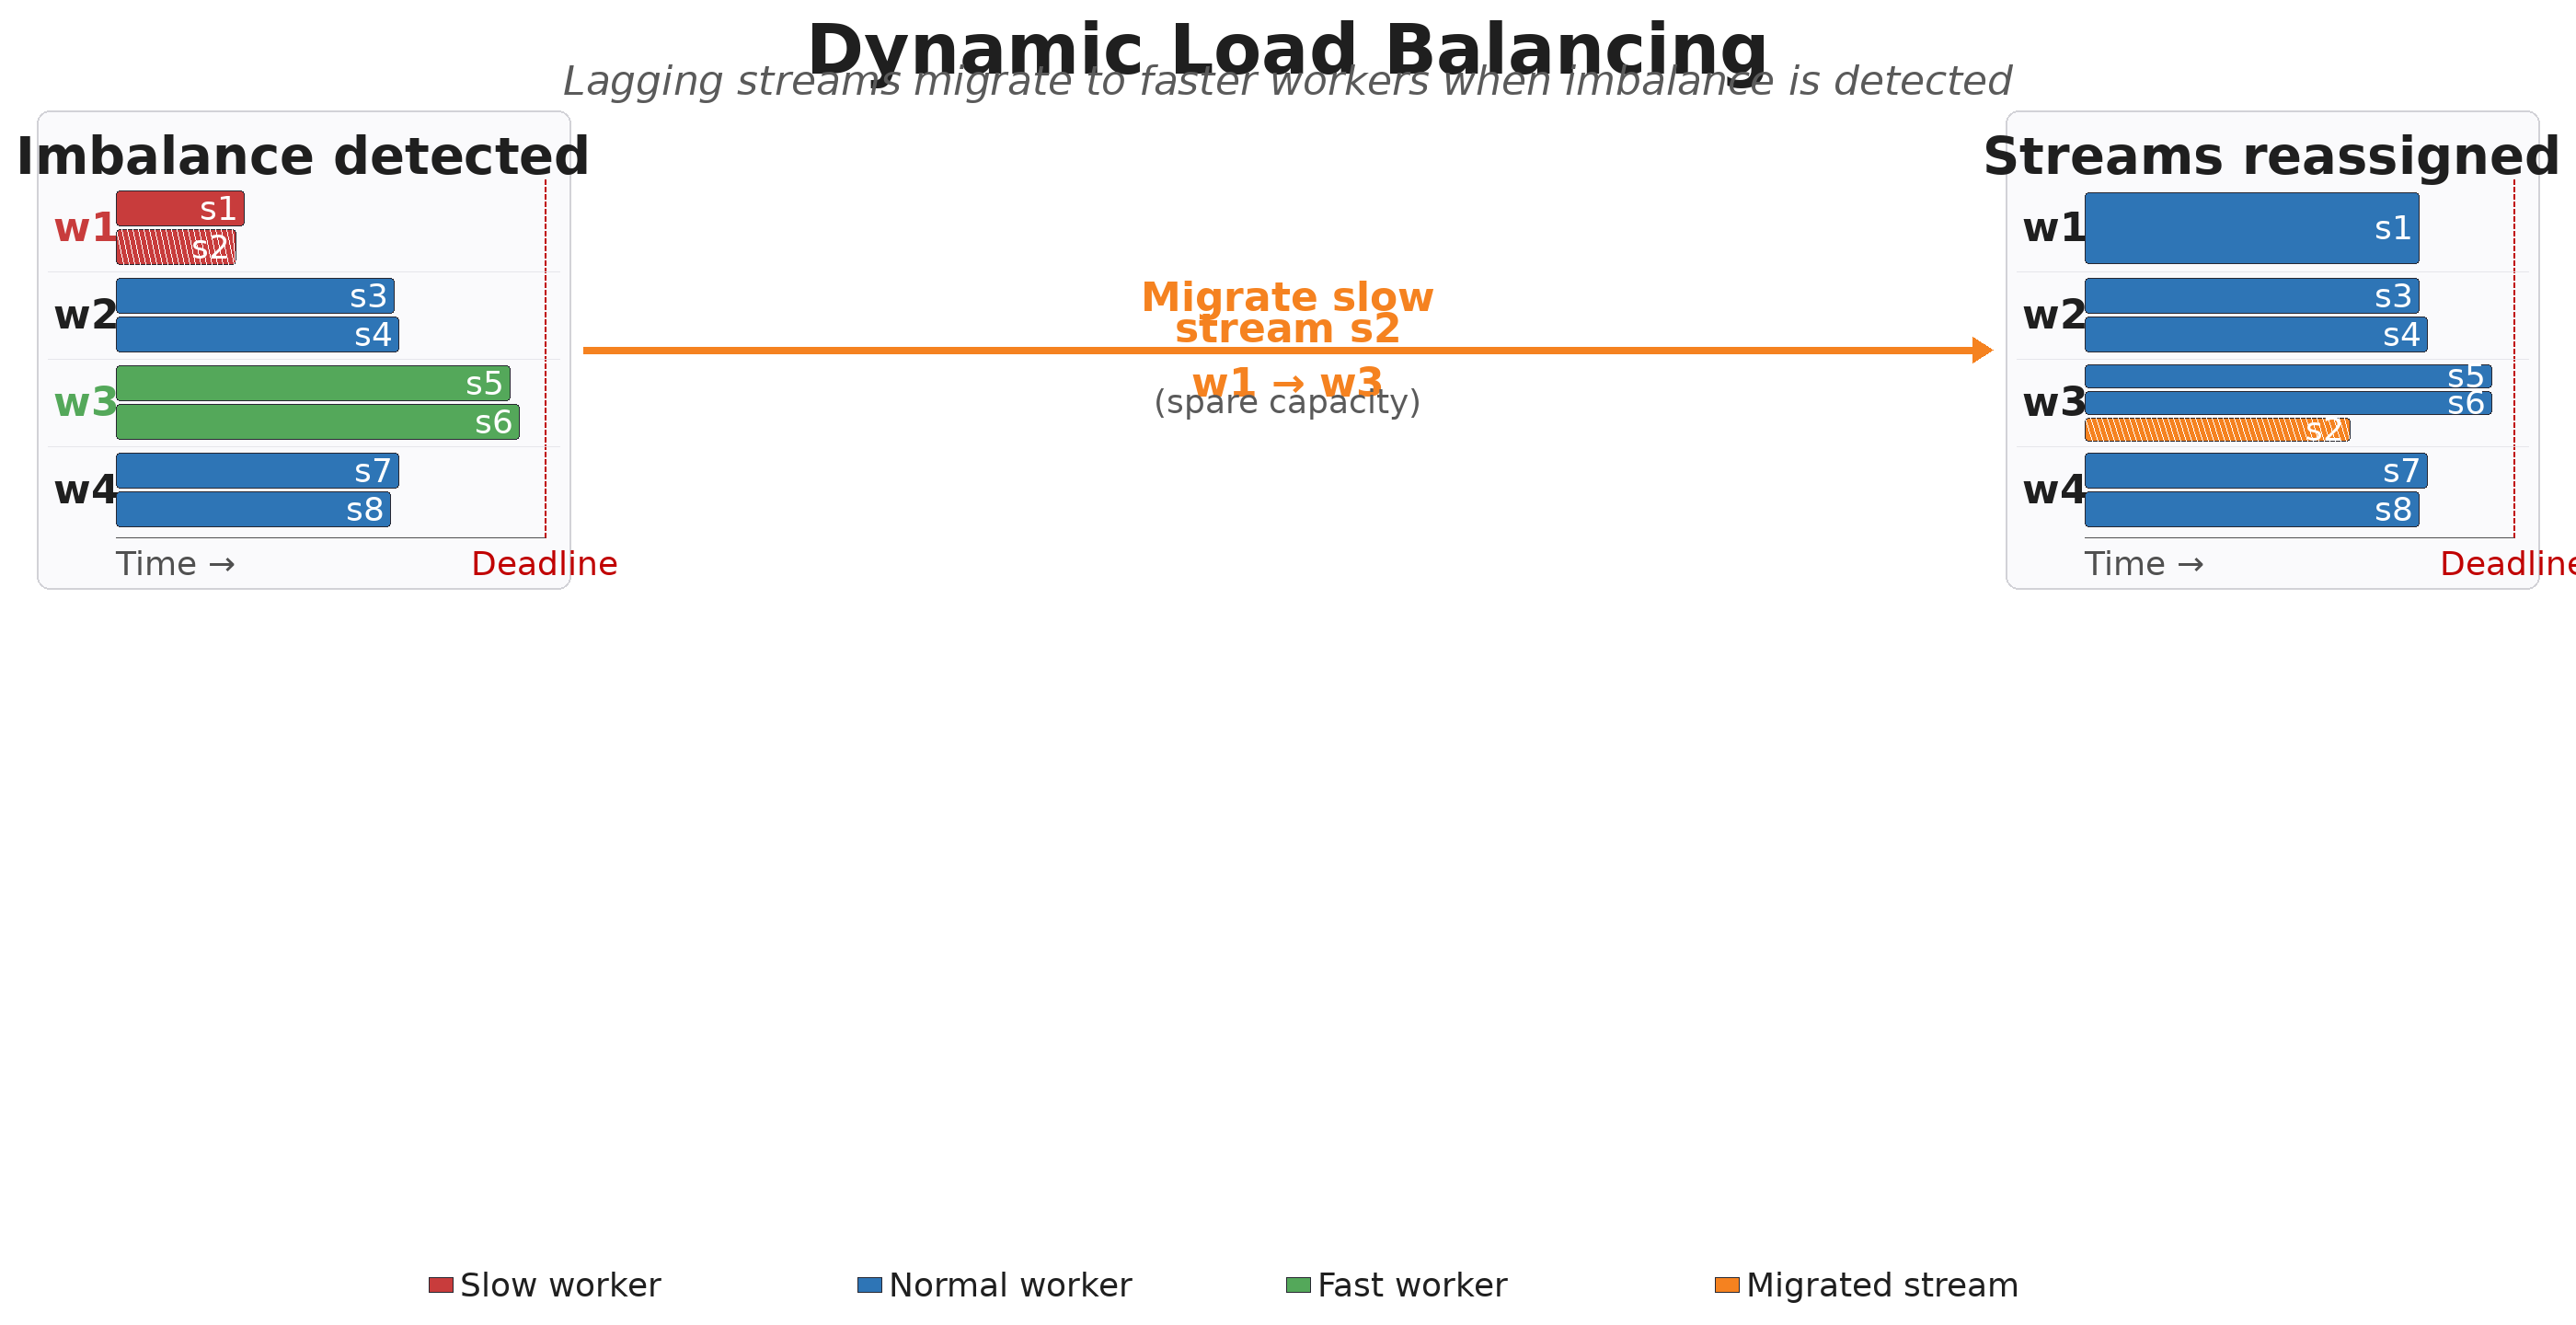 Dynamic Load Balancing
Lagging streams migrate to faster workers when imbalance is detected
Imbalance detected
w1
s1
s2
w2
s3
s4
w3
s5
s6
w4
s7
s8
Time →
Deadline
Migrate slow
stream s2
w1 → w3
(spare capacity)
Streams reassigned
w1
s1
w2
s3
s4
w3
s5
s6
s2
w4
s7
s8
Time →
Deadline
Slow worker
Normal worker
Fast worker
Migrated stream